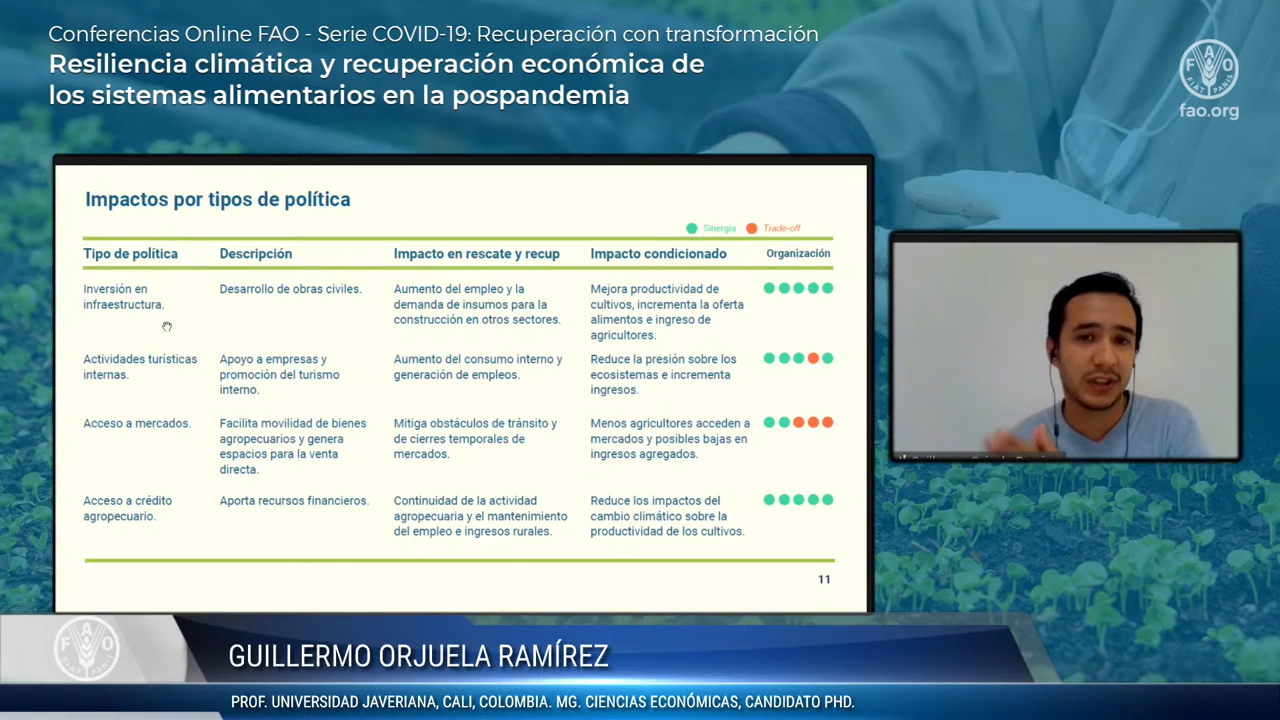 Conferencias Online FAO - Serie COVID-19: Recuperación con transformación
Resiliencia climática y recuperación económica de
los sistemas alimentarios en la pospandemia
FAO
FIAT PANIS
fao.org
Impactos por tipos de política
Sinergia Trade-off
Tipo de política Descripción Impacto en rescate y recup Impacto condicionado Organización
Inversión en
infraestructura.
Desarrollo de obras civiles.
Aumento del empleo y la
demanda de insumos para la
construcción en otros sectores.
Mejora productividad de
cultivos, incrementa la oferta
alimentos e ingreso de
agricultores.
Actividades turísticas
internas.
Apoyo a empresas y
promoción del turismo
interno.
Aumento del consumo interno y
generación de empleos.
Reduce la presión sobre los
ecosistemas e incrementa
ingresos.
Acceso a mercados.
Facilita movilidad de bienes
agropecuarios y genera
espacios para la venta
directa.
Mitiga obstáculos de tránsito y
de cierres temporales de
mercados.
Menos agricultores acceden a
mercados y posibles bajas en
ingresos agregados.
Acceso a crédito
agropecuario.
Aporta recursos financieros.
Continuidad de la actividad
agropecuaria y el mantenimiento
del empleo e ingresos rurales.
Reduce los impactos del
cambio climático sobre la
productividad de los cultivos.
11
FAO
FIAT PANIS
GUILLERMO ORJUELA RAMÍREZ
PROF. UNIVERSIDAD JAVERIANA, CALI, COLOMBIA. MG. CIENCIAS ECONÓMICAS, CANDIDATO PHD.